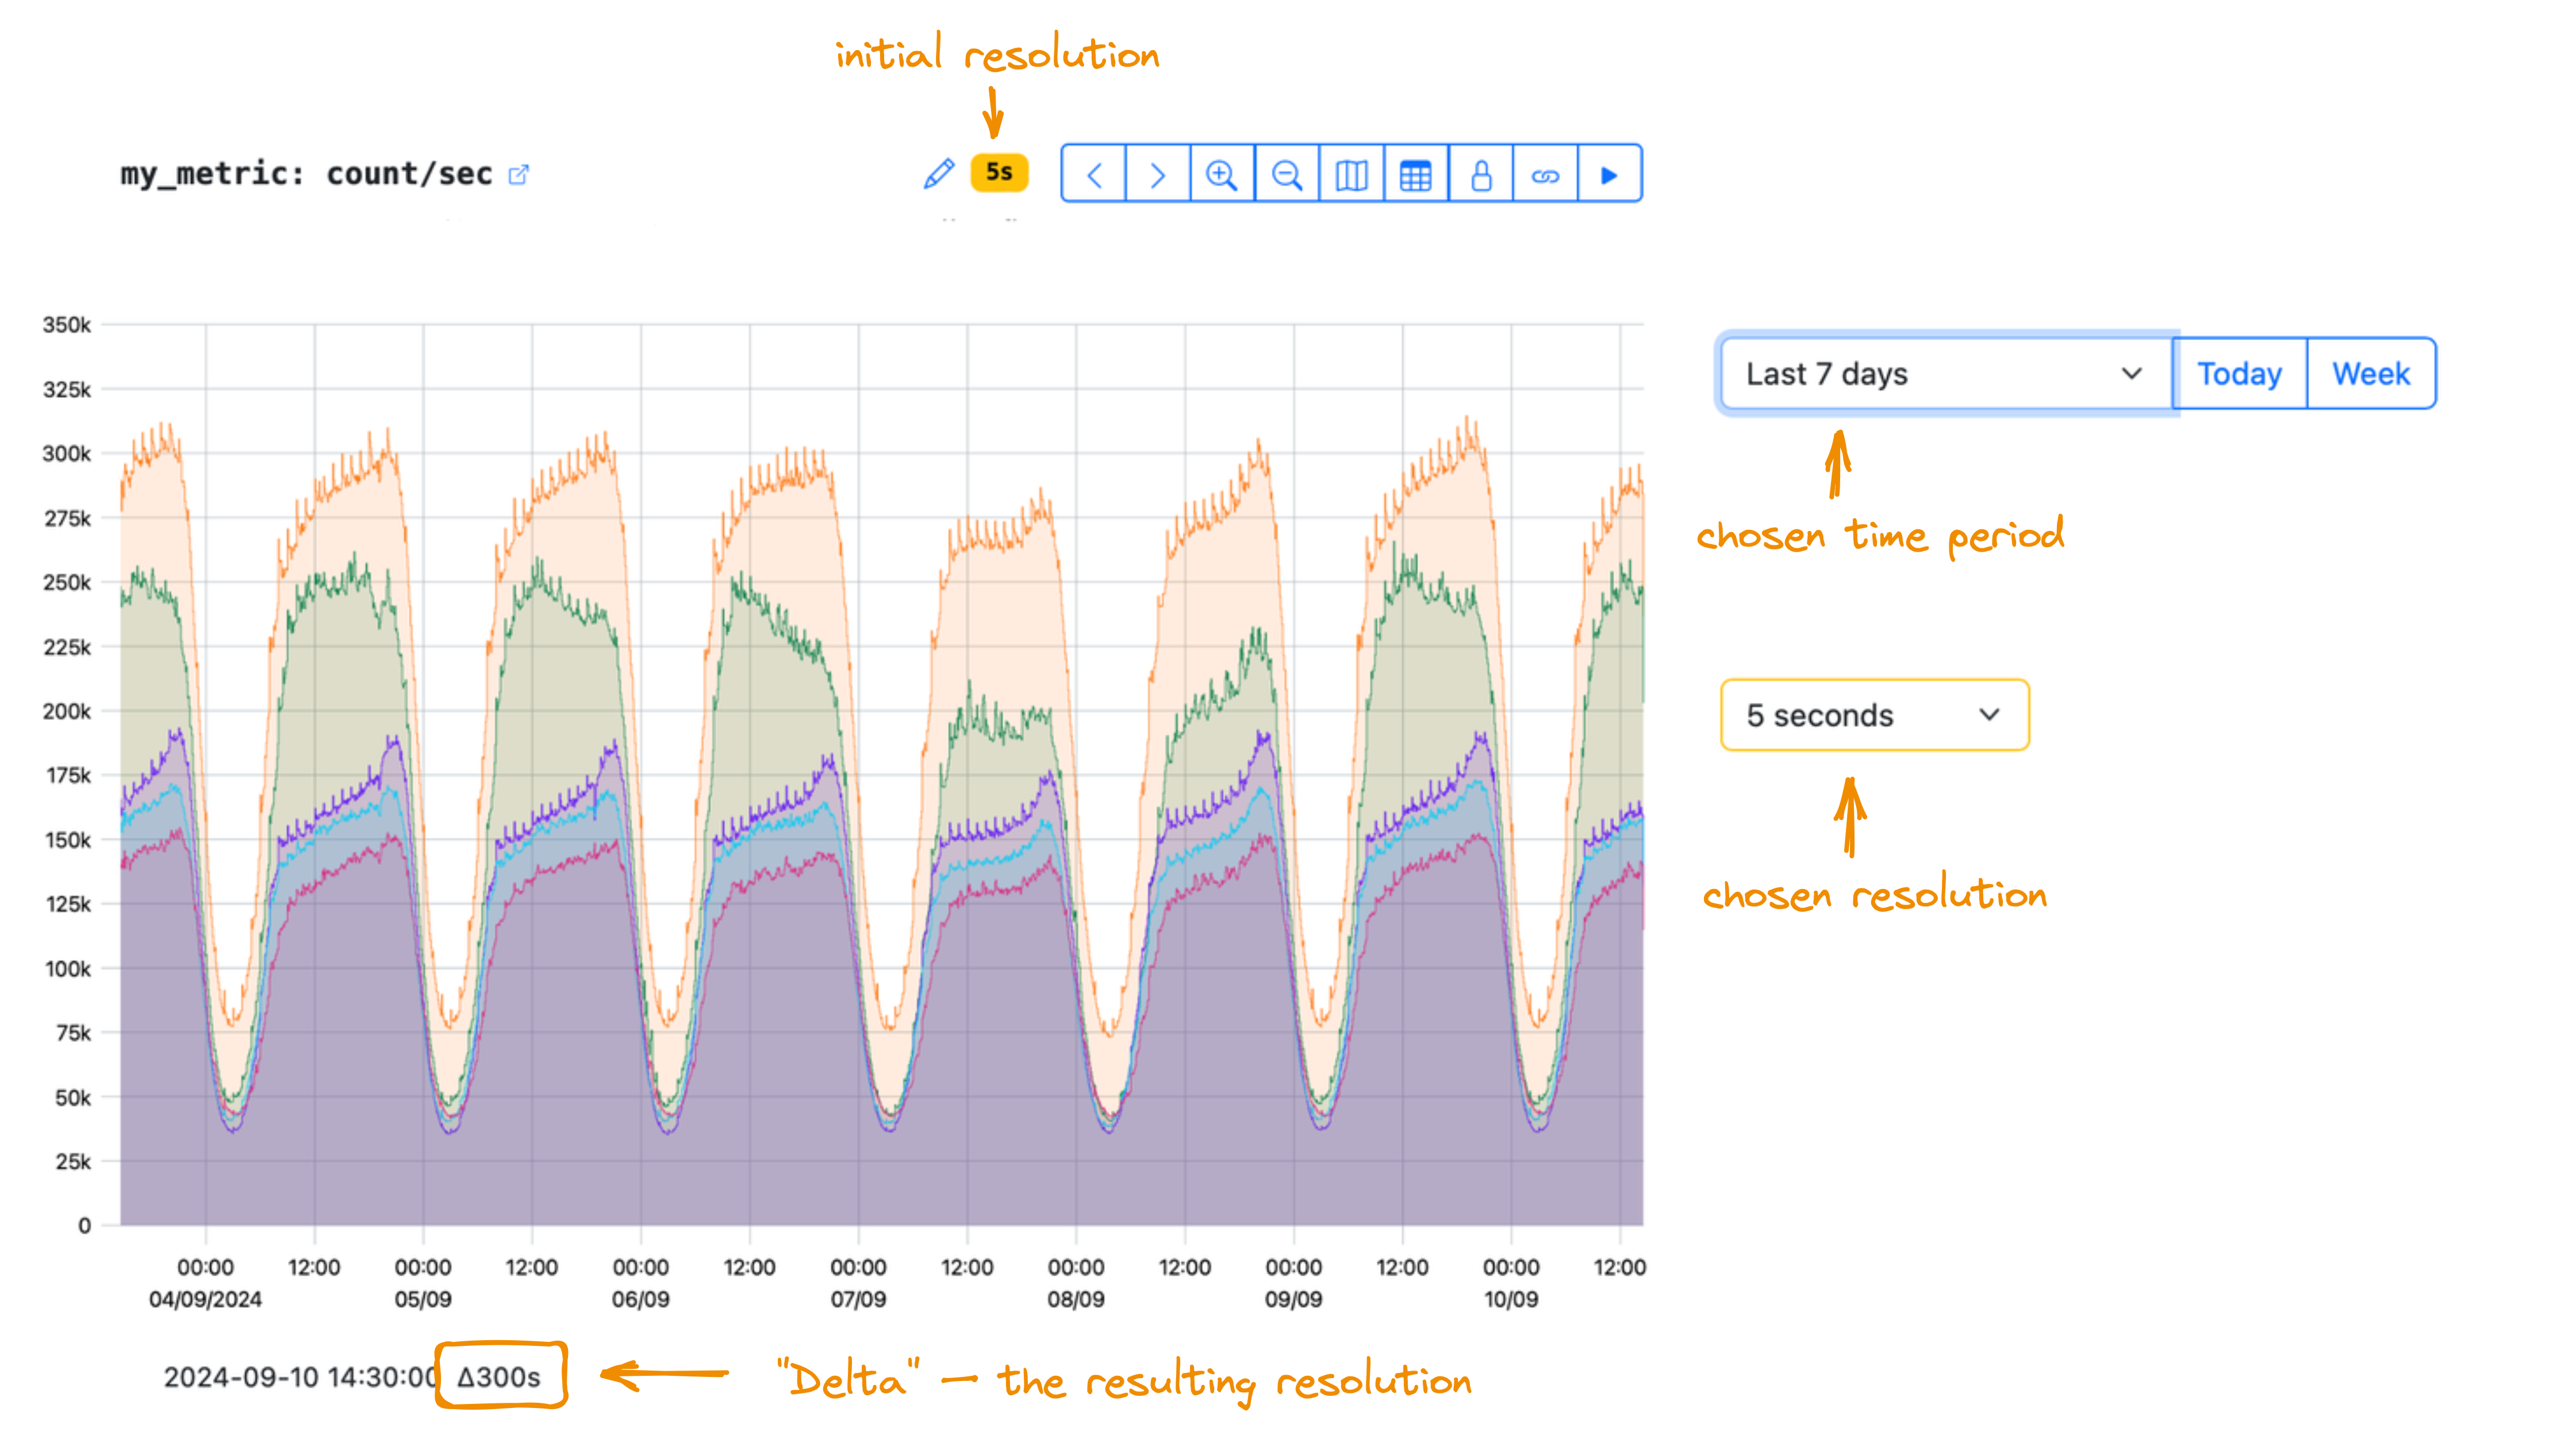 initial resolution
my_metric: count/sec
5s
350k
325k
300k
275k
250k
225k
200k
175k
150k
125k
100k
75k
50k
25k
0
00:00 12:00 00:00 12:00 00:00 12:00 00:00 12:00 00:00 12:00 00:00 12:00 00:00 12:00
04/09/2024 05/09 06/09 07/09 08/09 09/09 10/09
2024-09-10 14:30:00 Δ300s
"Delta" — the resulting resolution
Last 7 days
Today
Week
chosen time period
5 seconds
chosen resolution